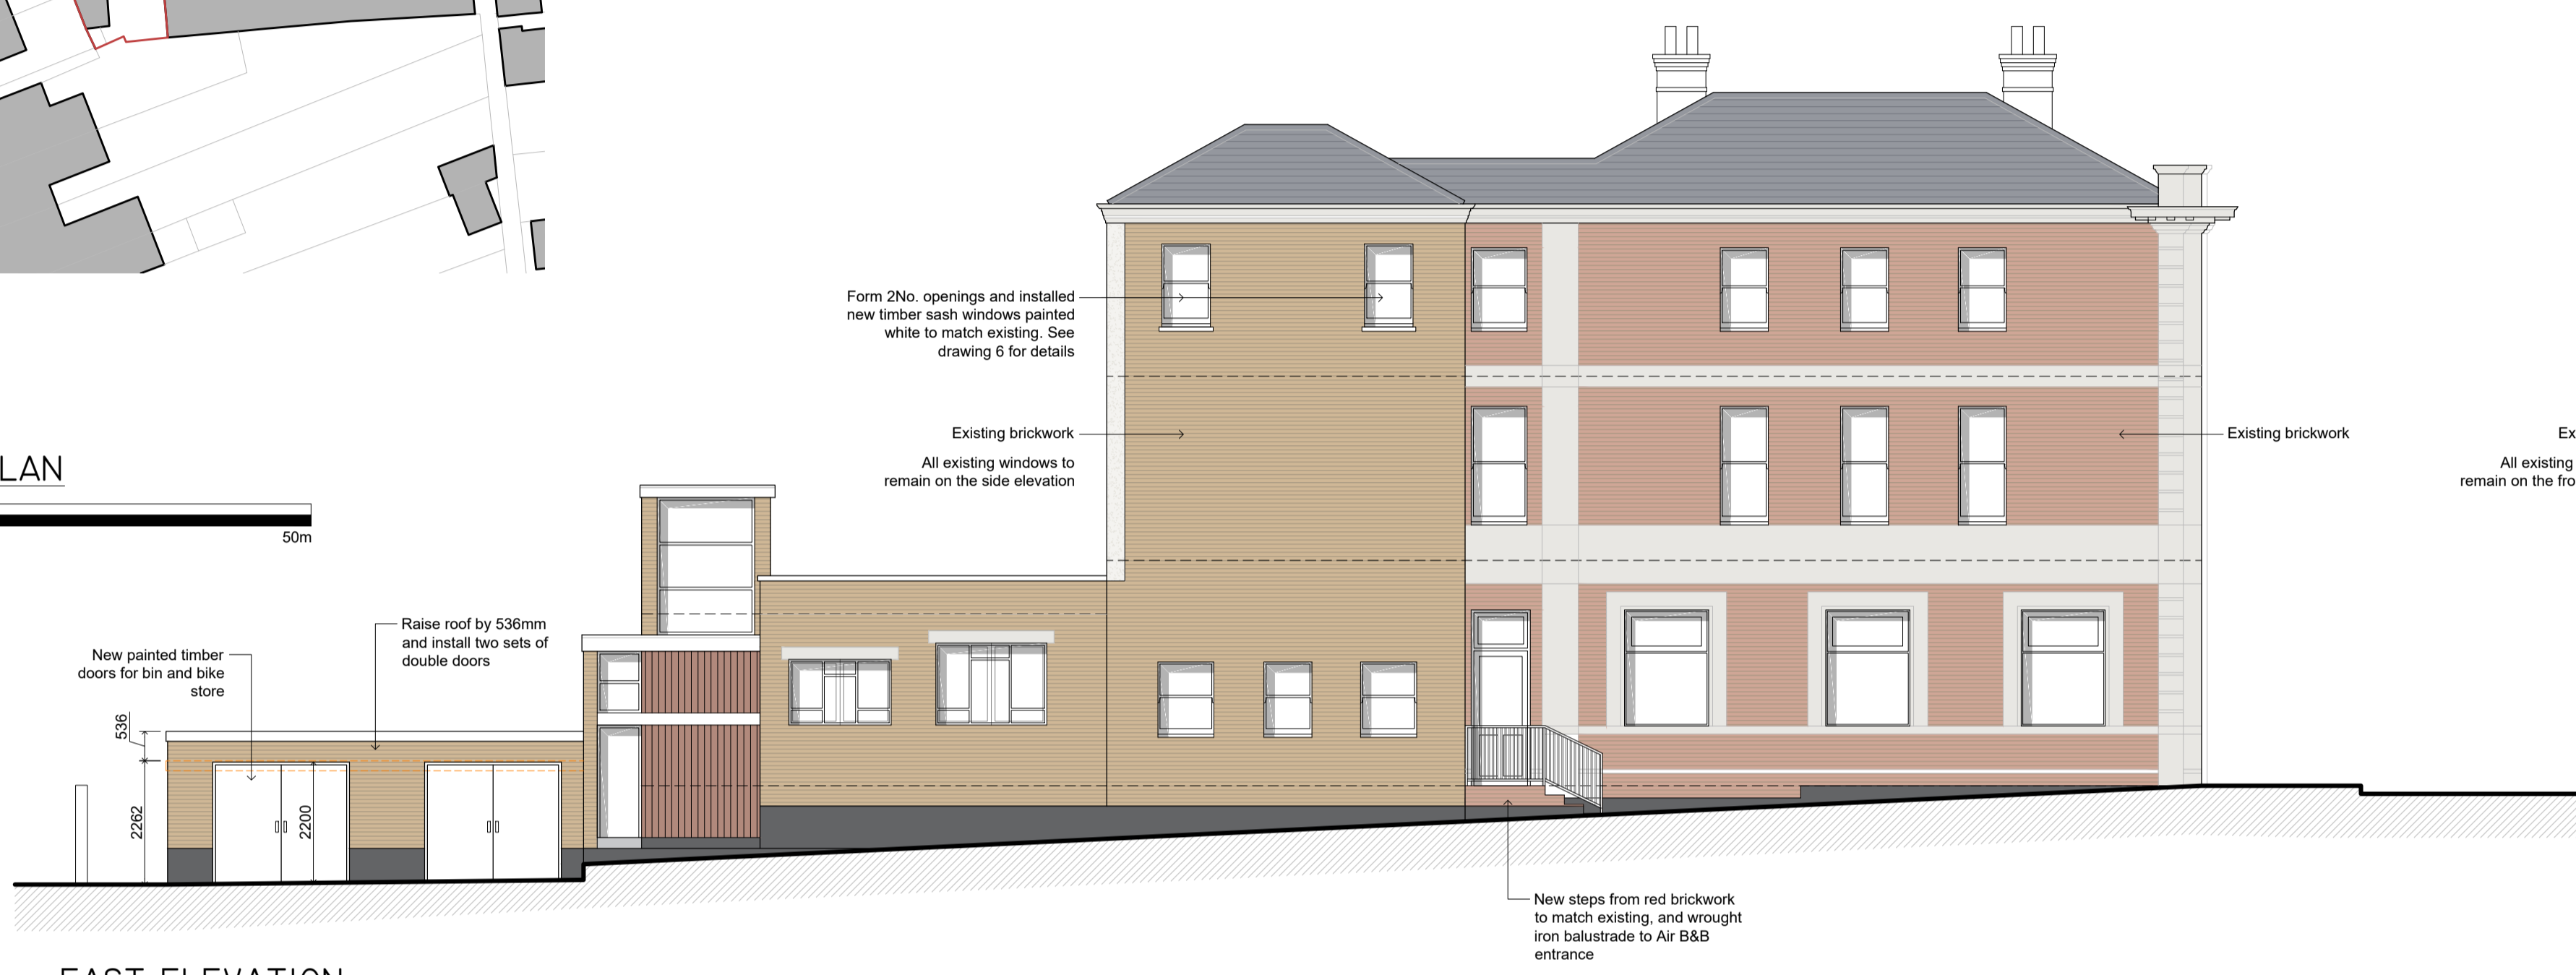 Form 2No. openings and installed
new timber sash windows painted
white to match existing. See
drawing 6 for details
Existing brickwork
All existing windows to
remain on the side elevation
Existing brickwork
Ex
All existing
remain on the fro
LAN
50m
Raise roof by 536mm
and install two sets of
double doors
New painted timber
doors for bin and bike
store
536
2262
2200
New steps from red brickwork
to match existing, and wrought
iron balustrade to Air B&B
entrance
EAST ELEVATION